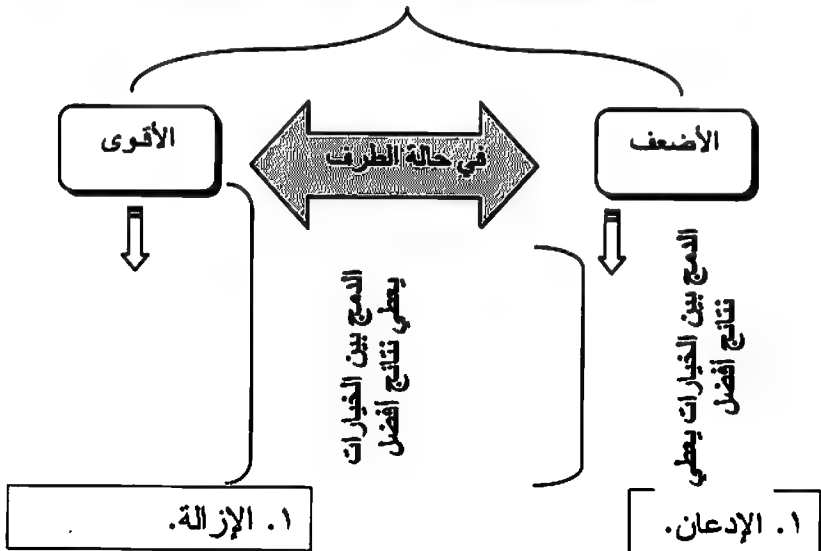 الأضعف
في حالة الطرف
الأقوى
الدمج بين الخيارات يعطي
نتائج أفضل
الدمج بين الخيارات
يعطي نتائج أفضل
١. الإدعان.
١. الإزالة.